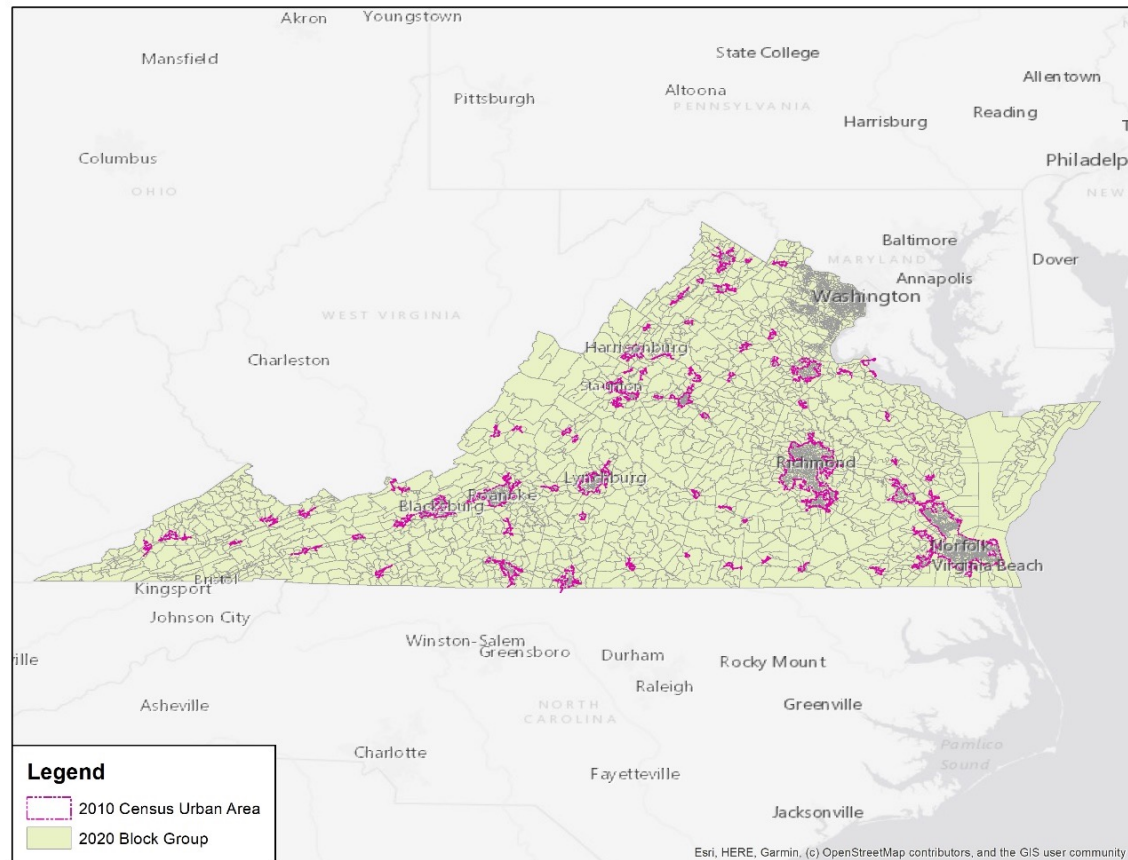 Akron
Youngstown
Mansfield
State College
Allentown
Altoona
Pittsburgh
PENNSYLVANIA
Reading
Harrisburg
Columbus
Philadelp
OHIO
NEW
Baltimore
MARYLAND
Dover
Annapolis
Washington
WEST VIRGINIA
Harrisonburg
Charleston
Staunton
Richmond
Lynchburg
Roanoke
Blacksburg
Norfolk
Virginia Beach
Bristol
Kingsport
Johnson City
Winston-Salem
Greensboro
Durham
Rocky Mount
ville
Raleigh
Asheville
NORTH
CAROLINA
Greenville
Charlotte
Pamlico
Sound
Fayetteville
Jacksonville
Legend
2010 Census Urban Area
2020 Block Group
Esri, HERE, Garmin, (c) OpenStreetMap contributors, and the GIS user community